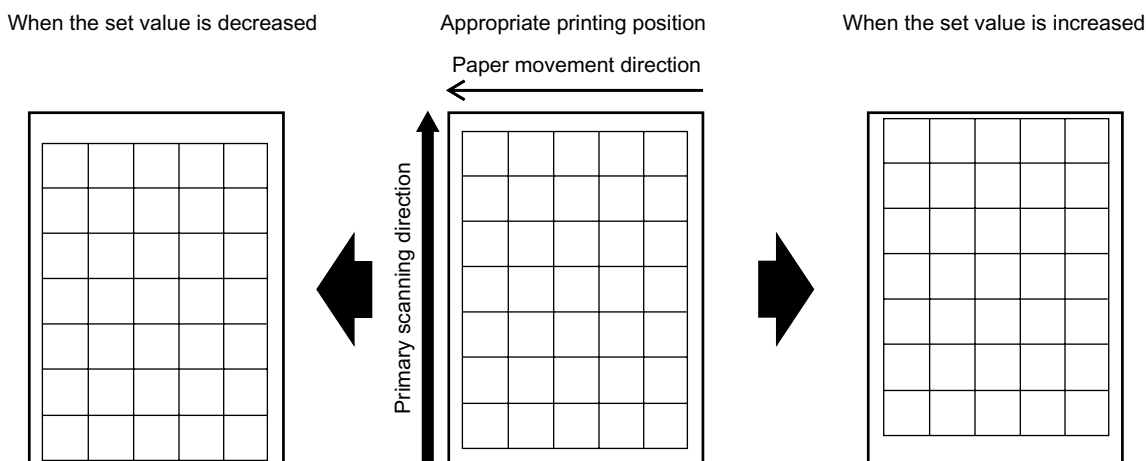 When the set value is decreased
Appropriate printing position
When the set value is increased
Paper movement direction
Primary scanning direction